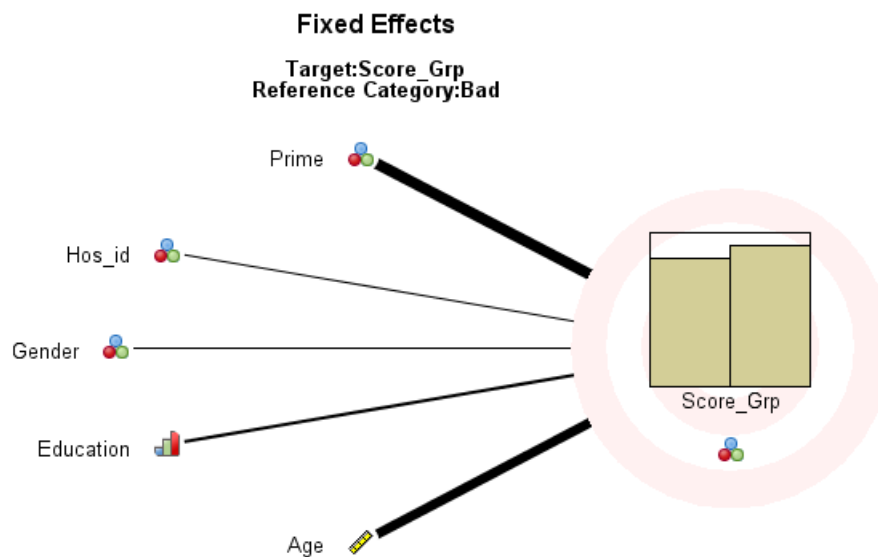 Fixed Effects
Target:Score_Grp
Reference Category:Bad
Prime
Hos_id
Gender
Education
Age
Score_Grp